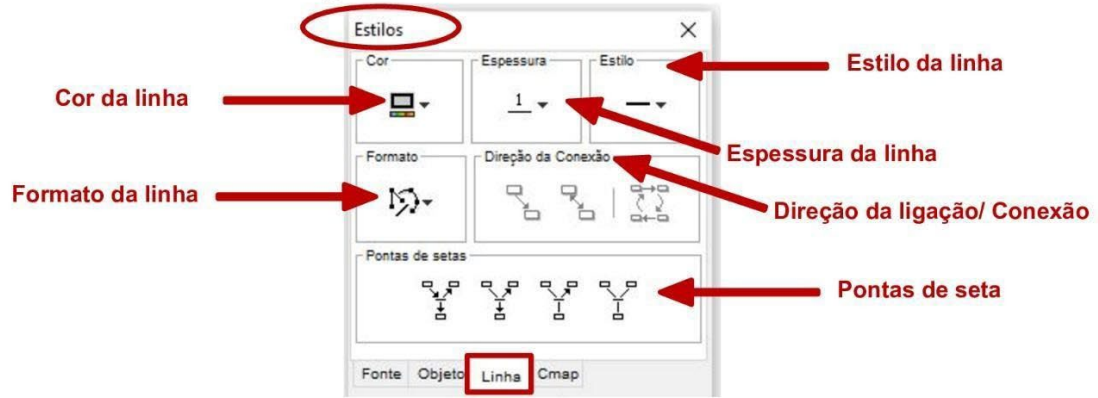 Estilos
Cor
Espessura
Estilo
Estilo da linha
Cor da linha
1
Espessura da linha
Formato
Direção da Conexão
Formato da linha
Direção da ligação/ Conexão
Pontas de setas
Pontas de seta
Fonte
Objeto
Linha
Cmap